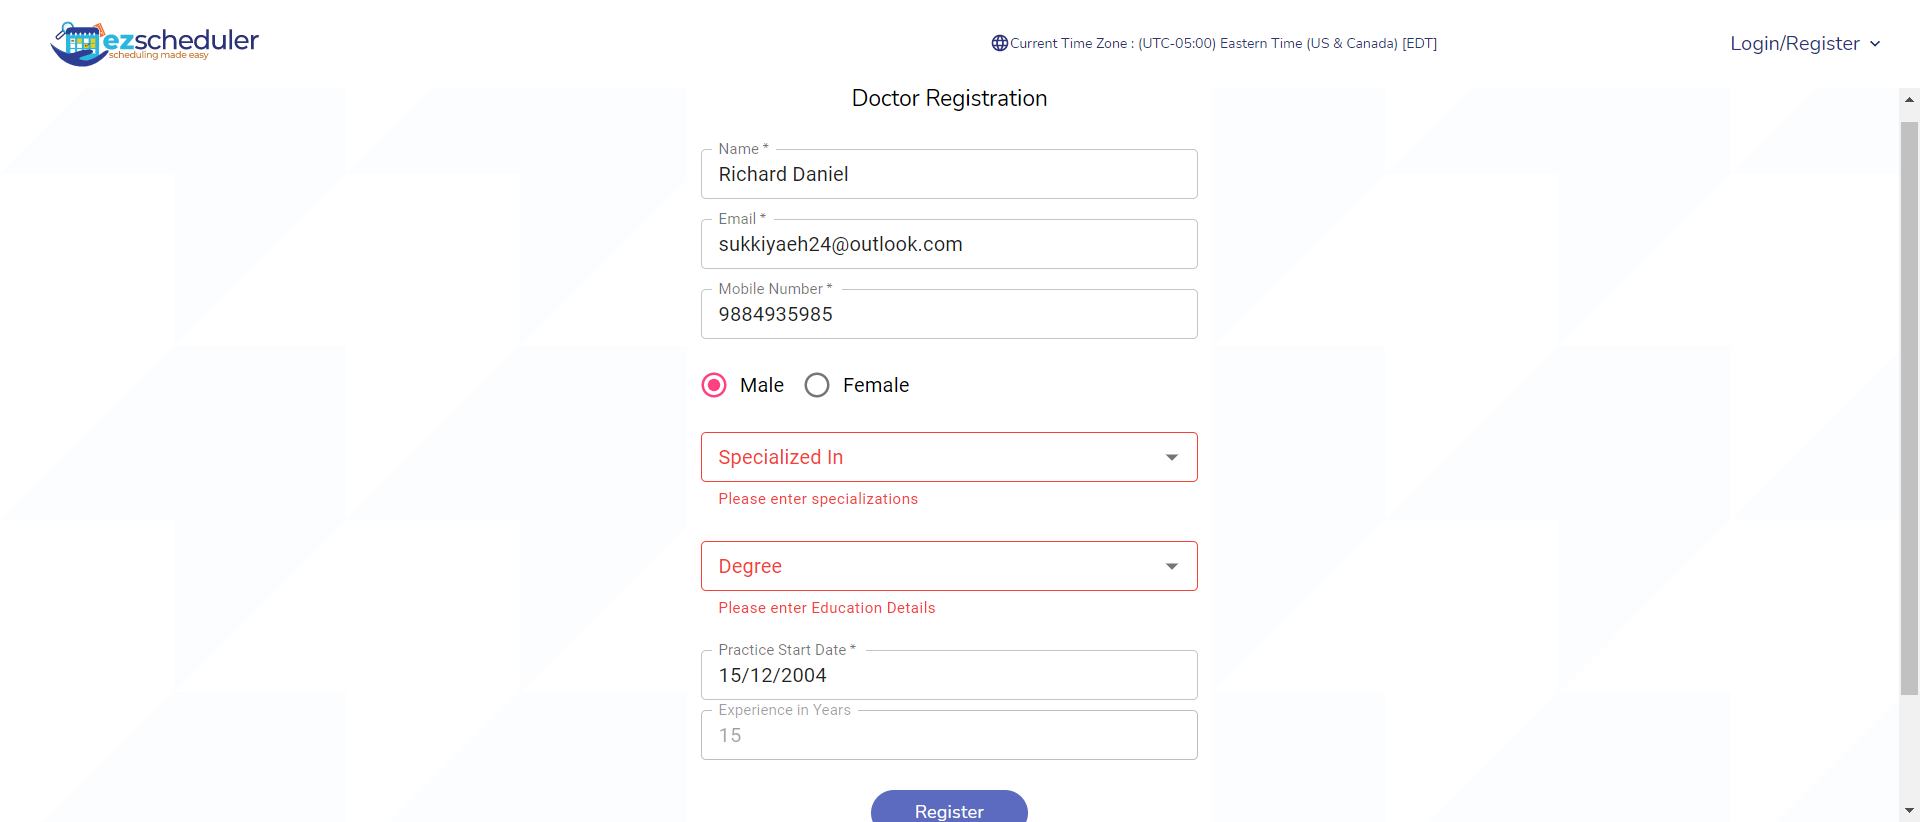 ezscheduler
scheduling made easy
Current Time Zone : (UTC-05:00) Eastern Time (US & Canada) [EDT]
Login/Register
Doctor Registration
Name *
Richard Daniel
Email *
sukkiyaeh24@outlook.com
Mobile Number *
9884935985
Male Female
Specialized In
Please enter specializations
Degree
Please enter Education Details
Practice Start Date *
15/12/2004
Experience in Years
15
Register